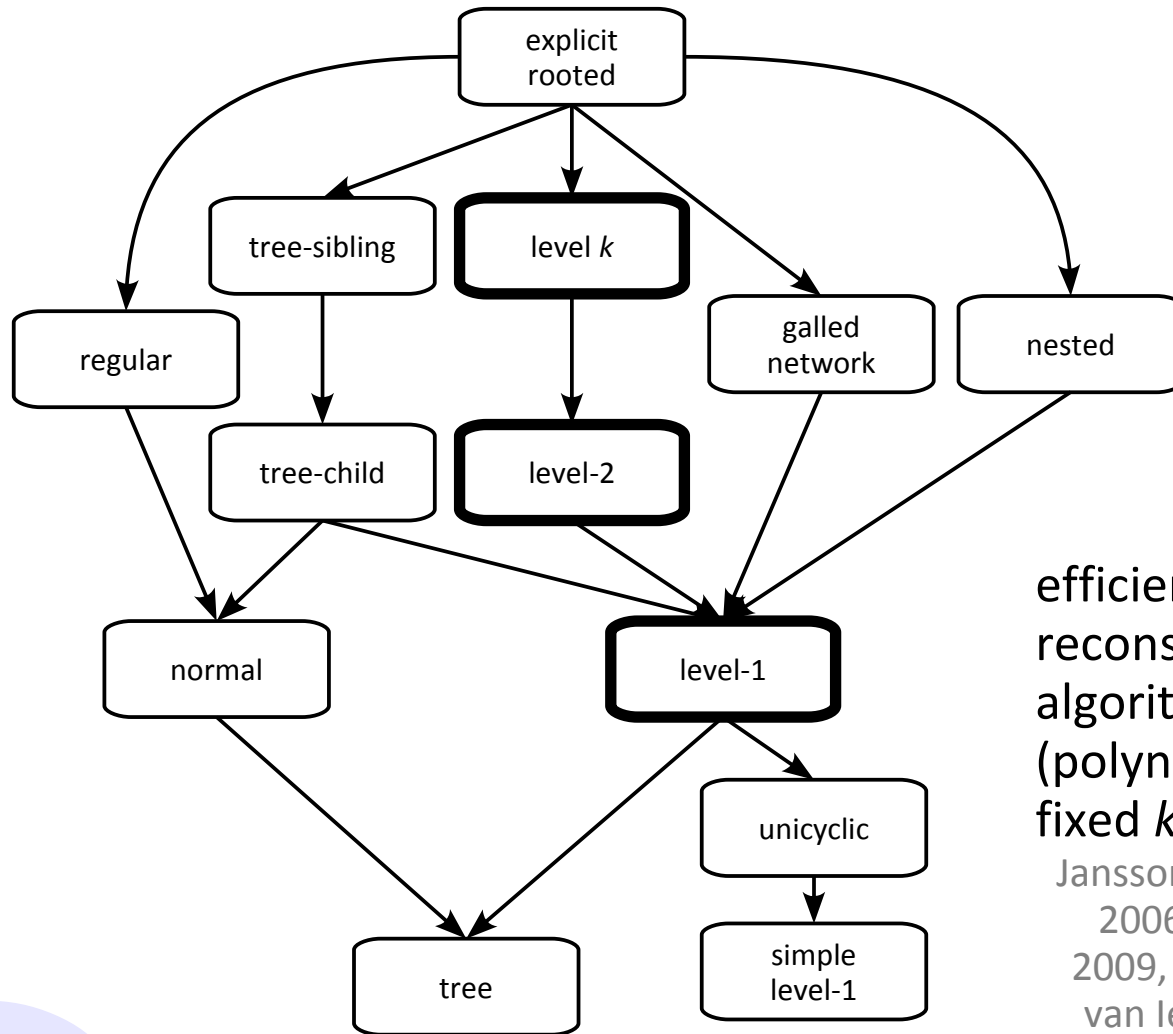 explicit
rooted
tree-sibling
level k
regular
galled
network
nested
tree-child
level-2
normal
level-1
efficien
recons
algorit
(polyn
fixed k
unicyclic
Jansson
2006
2009,
van Ie
tree
simple
level-1